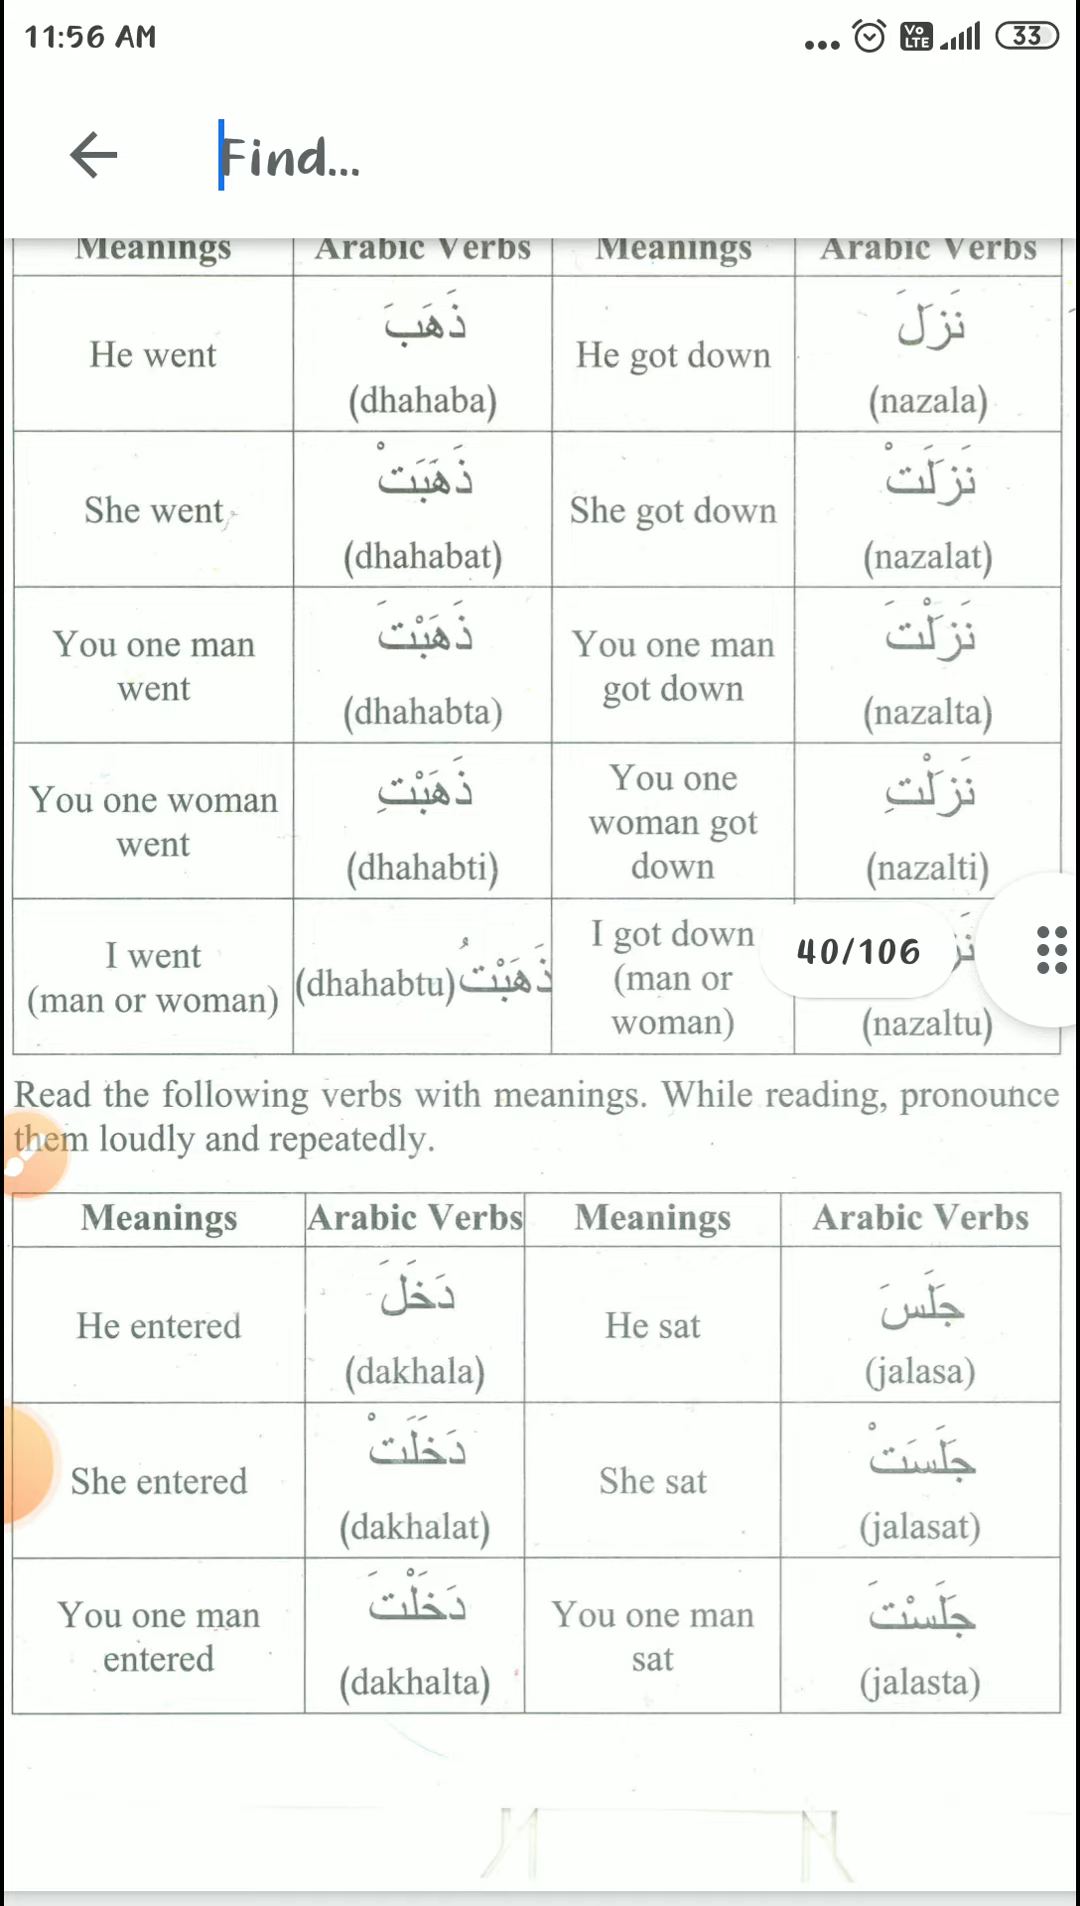 11:56 AM
Vo LTE 33
Find...
Meanings Arabic Verbs Meanings Arabic Verbs
He went
ذَهَبَ
(dhahaba)
He got down
نَزَلَ
(nazala)
She went
ذَهَبَتْ
(dhahabat)
She got down
نَزَلَتْ
(nazalat)
You one man
went
ذَهَبْتَ
(dhahabta)
You one man
got down
نَزَلْتَ
(nazalta)
You one woman
went
ذَهَبْتِ
(dhahabti)
You one
woman got
down
نَزَلْتِ
(nazalti)
I went
(man or woman)
(dhahabtu) ذَهَبْتُ
I got down
(man or
woman)
40/106
(nazaltu)
Read the following verbs with meanings. While reading, pronounce
them loudly and repeatedly.
Meanings Arabic Verbs Meanings Arabic Verbs
He entered
دَخَلَ
(dakhala)
He sat
جَلَسَ
(jalasa)
She entered
دَخَلَتْ
(dakhalat)
She sat
جَلَسَتْ
(jalasat)
You one man
entered
دَخَلْتَ
(dakhalta)
You one man
sat
جَلَسْتَ
(jalasta)